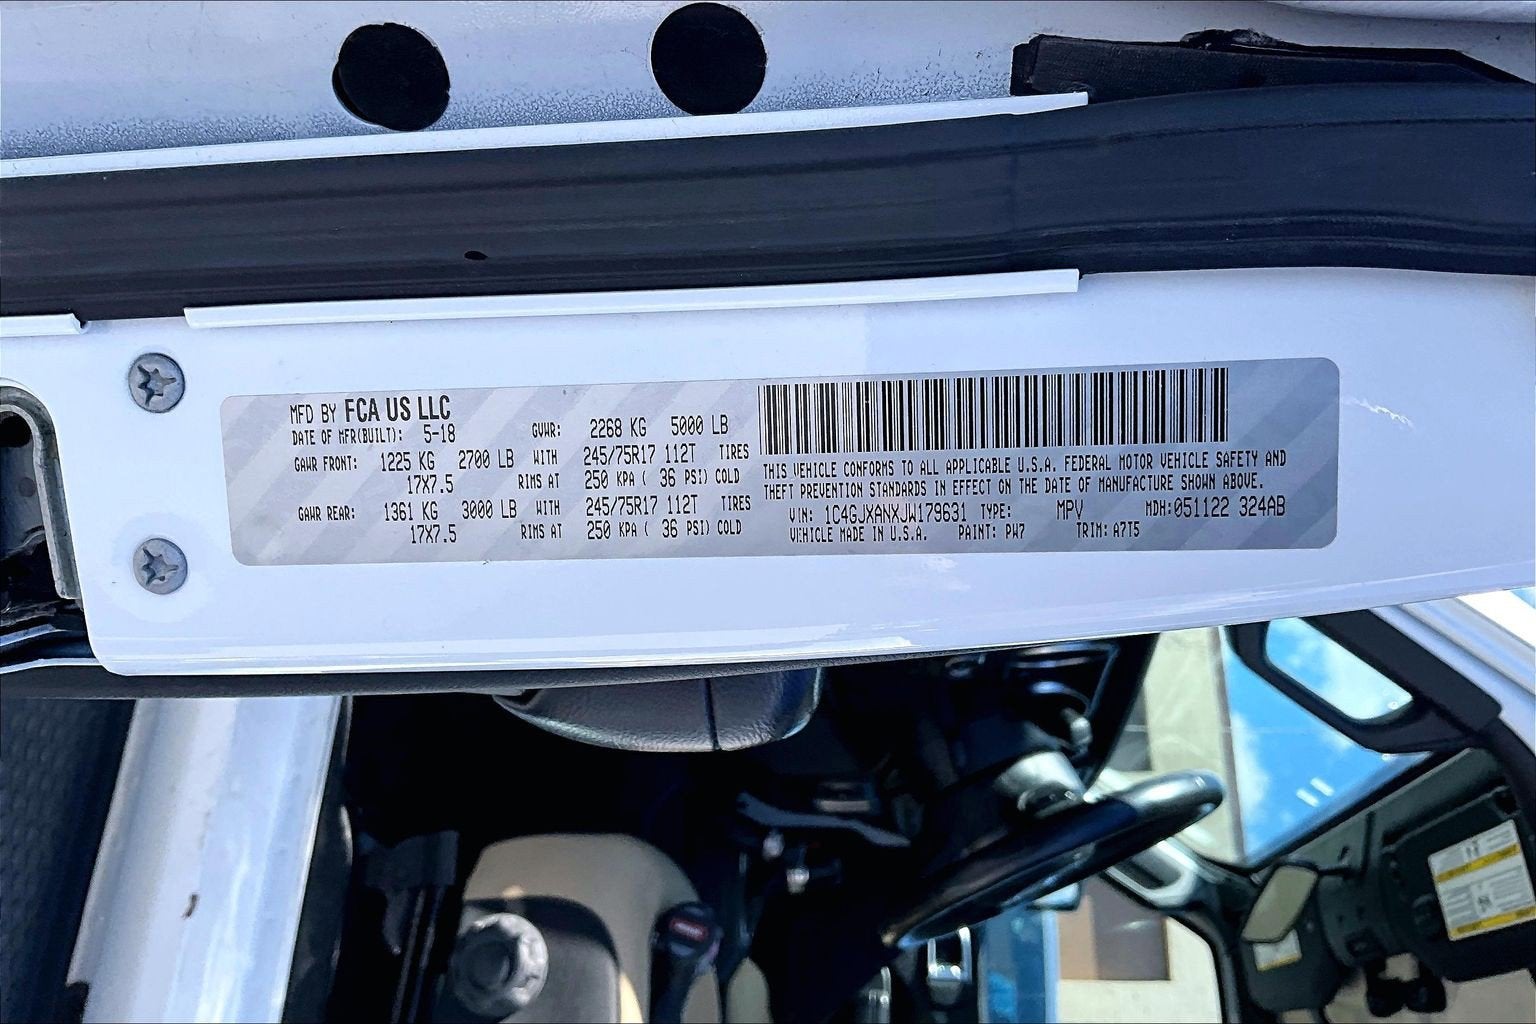 MFD BY FCA US LLC
DATE OF MFR(BUILT): 5-18 GVWR: 2268 KG 5000 LB
GAWR FRONT: 1225 KG 2700 LB WITH 245/75R17 112T TIRES
17X7.5 RIMS AT 250 KPA ( 36 PSI) COLD
GAWR REAR: 1361 KG 3000 LB WITH 245/75R17 112T TIRES
17X7.5 RIMS AT 250 KPA ( 36 PSI) COLD
THIS VEHICLE CONFORMS TO ALL APPLICABLE U.S.A. FEDERAL MOTOR VEHICLE SAFETY AND
THEFT PREVENTION STANDARDS IN EFFECT ON THE DATE OF MANUFACTURE SHOWN ABOVE.
VIN: 1C4GJXANXJW179631 TYPE: MPV MDH:051122 324AB
VEHICLE MADE IN U.S.A. PAINT: PW7 TRIM: A7T5